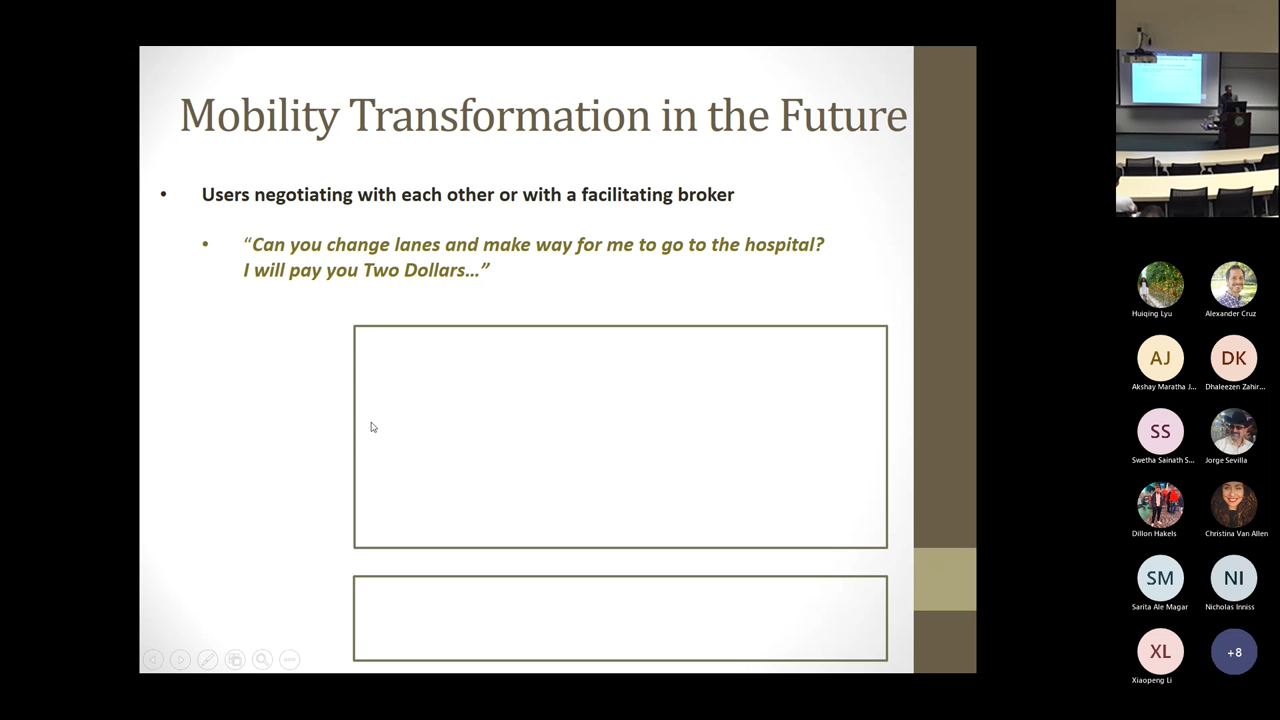 Mobility Transformation in the Future
• Users negotiating with each other or with a facilitating broker
• “Can you change lanes and make way for me to go to the hospital?
I will pay you Two Dollars...”
Huiqing Lyu
Alexander Cruz
AJ
DK
Akshay Maratha J...
Dhaleezen Zahir...
SS
Swetha Sainath S...
Jorge Sevilla
Dillon Hakels
Christina Van Allen
SM
NI
Sarita Ale Magar
Nicholas Inniss
XL
+8
Xiaopeng Li